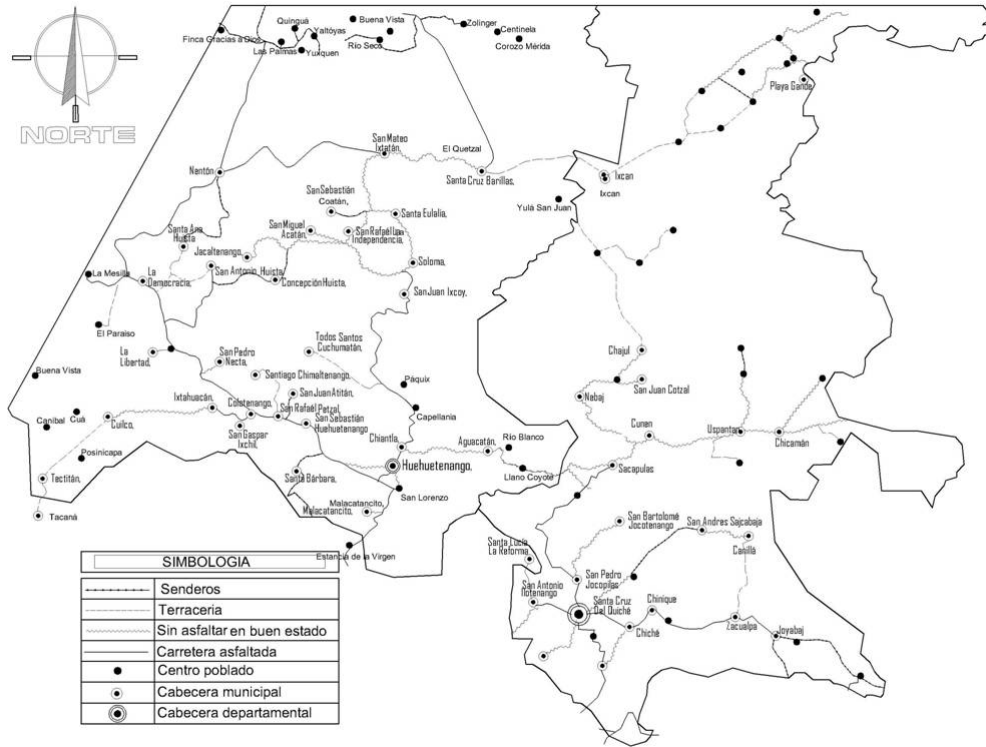 Quinguá
Buena Vista
Zolinger
Finca Gracias a Dios
Yaltóyas
Centinela
Las Palmas
Yuxquen
Río Seco
Corozo Mérida
Playa Gande
NORTE
San Mateo
Ixtatán,
El Quetzal
Nentón
Santa Cruz Barillas,
Ixcan
Ixcan
San Sebastián
Coatán,
Yulá San Juan
Santa Eulalia,
Santa Ana
Huista
San Miguel
Acatán,
San Rafaél La
Independencia,
Jacaltenango,
Soloma,
La Mesilla
La
Democracia,
San Antonio Huista,
Concepción Huista,
San Juan Ixcoy,
El Paraiso
Todos Santos
Cuchumatán,
La
Libertad,
San Pedro
Necta,
Chajul
Buena Vista
Santiago Chimaltenango,
Páquix
San Juan Cotzal
San Juan Atitán,
Nebaj
Ixtahuacán,
Colotenango,
San Rafaél Petzal,
Capellania
Canibal
Cuá
Cuilco,
San Sebastián
Huehuetenango
San Gaspar
Ixchil,
Chiantla,
Aguacatán,
Río Blanco
Cunen
Uspantan
Chicamán
Posinicapa
Huehuetenango,
Sacapulas
Llano Coyote
Tectitán,
Santa Bárbara,
San Lorenzo
Malacatancito,
Malacatancito,
Tacaná
San Bartolomé
Jocotenango
San Andres Sajcabaja
Canillá
Estancia de la Virgen
Santa Lucía
La Reforma
SIMBOLOGIA
San Antonio
Ilotenango
San Pedro
Jocopilas
Senderos
Santa Cruz
Del Quiché
Chinique
Terraceria
Zacualpa
Sin asfaltar en buen estado
Chiché
Joyabaj
Carretera asfaltada
Centro poblado
Cabecera municipal
Cabecera departamental